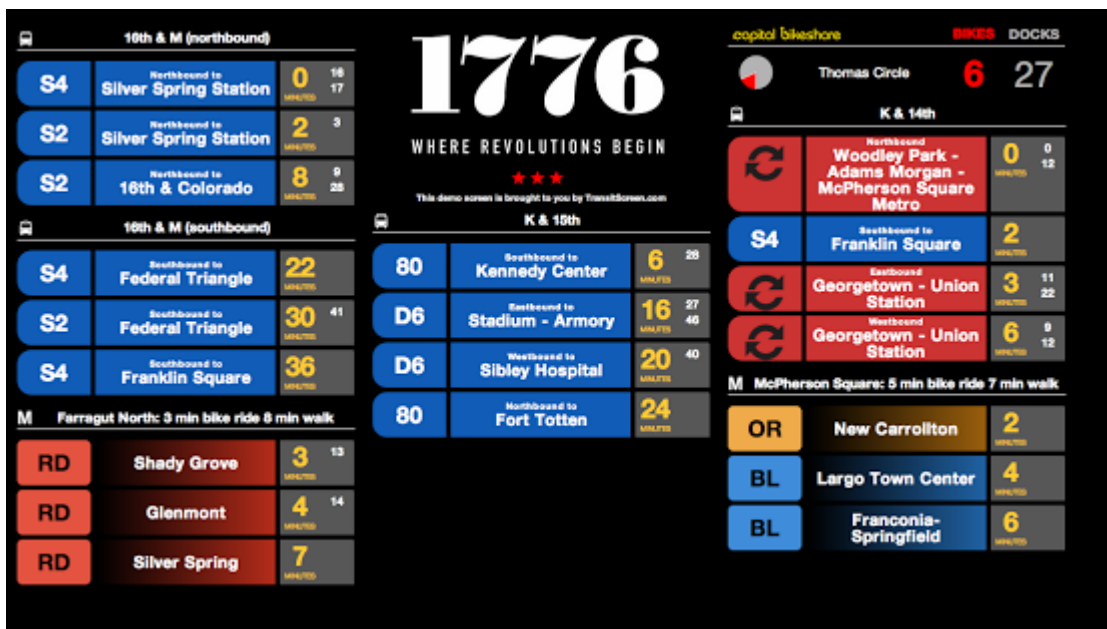 16th & M (northbound)
S4
Northbound to
Silver Spring Station
0
MINUTES
16
17
S2
Northbound to
Silver Spring Station
2
MINUTES
3
S2
Northbound to
16th & Colorado
8
MINUTES
9
28
16th & M (southbound)
S4
Southbound to
Federal Triangle
22
MINUTES
S2
Southbound to
Federal Triangle
30
MINUTES
41
S4
Southbound to
Franklin Square
36
MINUTES
M Farragut North: 3 min bike ride 8 min walk
RD
Shady Grove
3
MINUTES
13
RD
Glenmont
4
MINUTES
14
RD
Silver Spring
7
MINUTES
1776
WHERE REVOLUTIONS BEGIN
This demo screen is brought to you by TransitScreen.com
K & 15th
80
Southbound to
Kennedy Center
6
MINUTES
28
D6
Eastbound to
Stadium - Armory
16
MINUTES
27
46
D6
Westbound to
Sibley Hospital
20
MINUTES
40
80
Northbound to
Fort Totten
24
MINUTES
capital bikeshare
BIKES DOCKS
Thomas Circle
6 27
K & 14th
Northbound
Woodley Park -
Adams Morgan -
McPherson Square
Metro
0
MINUTES
0
12
S4
Southbound to
Franklin Square
2
MINUTES
Eastbound
Georgetown - Union
Station
3
MINUTES
11
22
Westbound
Georgetown - Union
Station
6
MINUTES
9
12
M McPherson Square: 5 min bike ride 7 min walk
OR
New Carrollton
2
MINUTES
BL
Largo Town Center
4
MINUTES
BL
Franconia-
Springfield
6
MINUTES